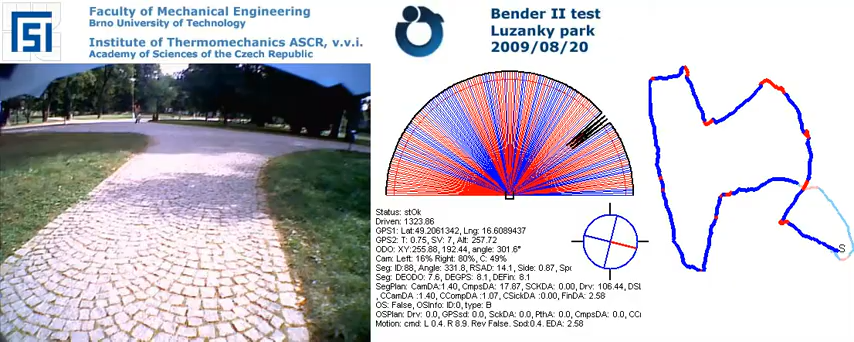 Faculty of Mechanical Engineering
Brno University of Technology
Institute of Thermomechanics ASCR, v.v.i.
Academy of Sciences of the Czech Republic
Bender II test
Luzanky park
2009/08/20
Status: stOk
Driven: 1323.86
GPS1: Lat:49.2061342, Lng: 16.6089437
GPS2: T: 0.75, SV: 7, Alt: 257.72
ODO: XY:255.88, 192.44, angle: 301.6°
Cam: Left: 16% Right: 80%, C: 49%
Seg: ID:86, Angle: 331.8, RSAD: 14.1, Side: 0.87, Spc
Seg: DEODO: 7.6, DEGPS: 8.1, DEFin: 8.1
SegPlan: CamDA:1.40, CmpsDA: 17.87, SCKDA: 0.00, Drv: 106.44, DSL
, CCamDA :1.40, CCompDA :1.07, CSickDA :0.00, FinDA: 2.58
OS: False, OSInfo: ID:0, type: B
OSPlan: Drv: 0.0, GPSsd: 0.0, SckDA: 0.0, PthA: 0.0, CmpsDA: 0.0, CC
Motion: cmd: L 0.4, R 8.9, Rev False, Spd:0.4, EDA: 2.58
S